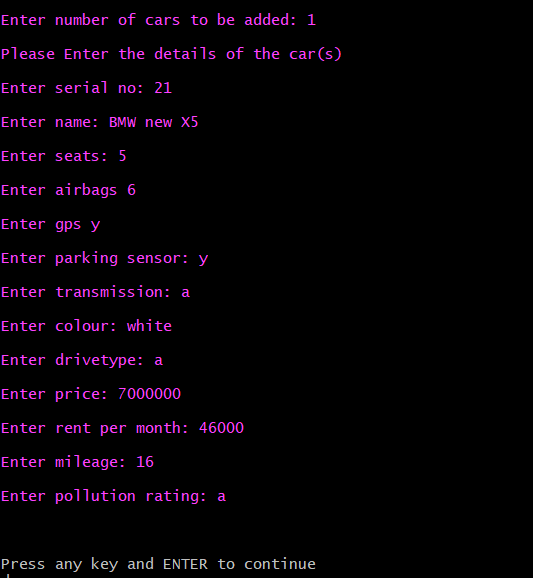 Enter number of cars to be added: 1
Please Enter the details of the car(s)
Enter serial no: 21
Enter name: BMW new X5
Enter seats: 5
Enter airbags 6
Enter gps y
Enter parking sensor: y
Enter transmission: a
Enter colour: white
Enter drivetype: a
Enter price: 7000000
Enter rent per month: 46000
Enter mileage: 16
Enter pollution rating: a
Press any key and ENTER to continue